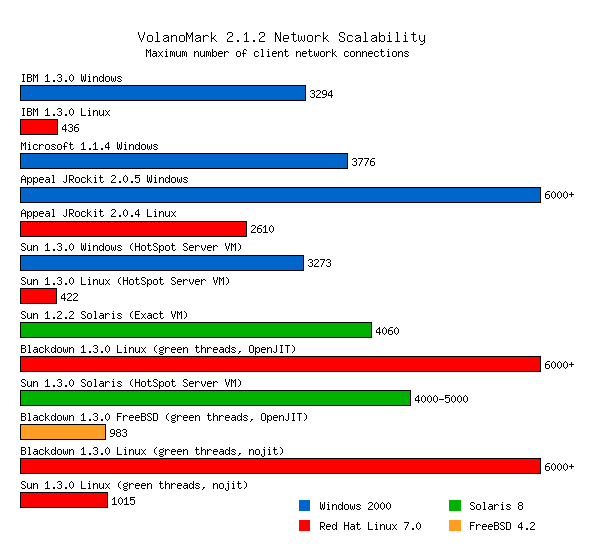 VolanoMark 2.1.2 Network Scalability
Maximum number of client network connections
IBM 1.3.0 Windows
3294
IBM 1.3.0 Linux
436
Microsoft 1.1.4 Windows
3776
Appeal JRockit 2.0.5 Windows
6000+
Appeal JRockit 2.0.4 Linux
2610
Sun 1.3.0 Windows (HotSpot Server VM)
3273
Sun 1.3.0 Linux (HotSpot Server VM)
422
Sun 1.2.2 Solaris (Exact VM)
4060
Blackdown 1.3.0 Linux (green threads, OpenJIT)
6000+
Sun 1.3.0 Solaris (HotSpot Server VM)
4000-5000
Blackdown 1.3.0 FreeBSD (green threads, OpenJIT)
983
Blackdown 1.3.0 Linux (green threads, nojit)
6000+
Sun 1.3.0 Linux (green threads, nojit)
1015
Windows 2000
Solaris 8
Red Hat Linux 7.0
FreeBSD 4.2